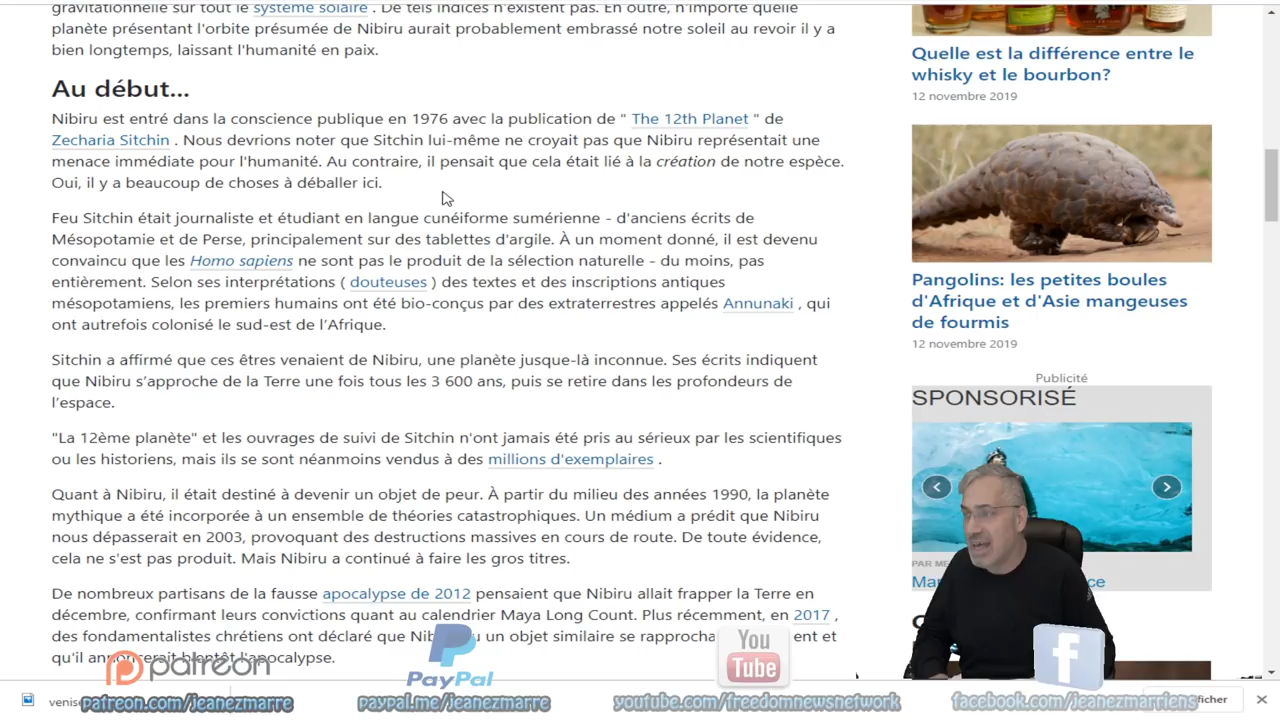 gravitationnelle sur tout le système solaire . De tels indices n'existent pas. En outre, n'importe quelle
planète présentant l'orbite présumée de Nibiru aurait probablement embrassé notre soleil au revoir il y a
bien longtemps, laissant l'humanité en paix.
Au début...
Nibiru est entré dans la conscience publique en 1976 avec la publication de " The 12th Planet " de
Zecharia Sitchin . Nous devrions noter que Sitchin lui-même ne croyait pas que Nibiru représentait une
menace immédiate pour l'humanité. Au contraire, il pensait que cela était lié à la création de notre espèce.
Oui, il y a beaucoup de choses à déballer ici.
Feu Sitchin était journaliste et étudiant en langue cunéiforme sumérienne - d'anciens écrits de
Mésopotamie et de Perse, principalement sur des tablettes d'argile. À un moment donné, il est devenu
convaincu que les Homo sapiens ne sont pas le produit de la sélection naturelle - du moins, pas
entièrement. Selon ses interprétations ( douteuses ) des textes et des inscriptions antiques
mésopotamiens, les premiers humains ont été bio-conçus par des extraterrestres appelés Annunaki , qui
ont autrefois colonisé le sud-est de l'Afrique.
Sitchin a affirmé que ces êtres venaient de Nibiru, une planète jusque-là inconnue. Ses écrits indiquent
que Nibiru s'approche de la Terre une fois tous les 3 600 ans, puis se retire dans les profondeurs de
l'espace.
"La 12ème planète" et les ouvrages de suivi de Sitchin n'ont jamais été pris au sérieux par les scientifiques
ou les historiens, mais ils se sont néanmoins vendus à des millions d'exemplaires .
Quant à Nibiru, il était destiné à devenir un objet de peur. À partir du milieu des années 1990, la planète
mythique a été incorporée à un ensemble de théories catastrophiques. Un médium a prédit que Nibiru
nous dépasserait en 2003, provoquant des destructions massives en cours de route. De toute évidence,
cela ne s'est pas produit. Mais Nibiru a continué à faire les gros titres.
De nombreux partisans de la fausse apocalypse de 2012 pensaient que Nibiru allait frapper la Terre en
décembre, confirmant leurs convictions quant au calendrier Maya Long Count. Plus récemment, en 2017 ,
des fondamentalistes chrétiens ont déclaré que un objet similaire se et
qu'il bientôt l'apocalypse.
Quelle est la différence entre le
whisky et le bourbon?
12 novembre 2019
Pangolins: les petites boules
d'Afrique et d'Asie mangeuses
de fourmis
12 novembre 2019
Publicité
SPONSORISÉ
PAR
patreon
PayPal
You
Tube
f
patreon.com/jeanezmarre
paypal.me/jeanezmarre
youtube.com/freedomnewsnetwork
facebook.com/jeanezmarriens